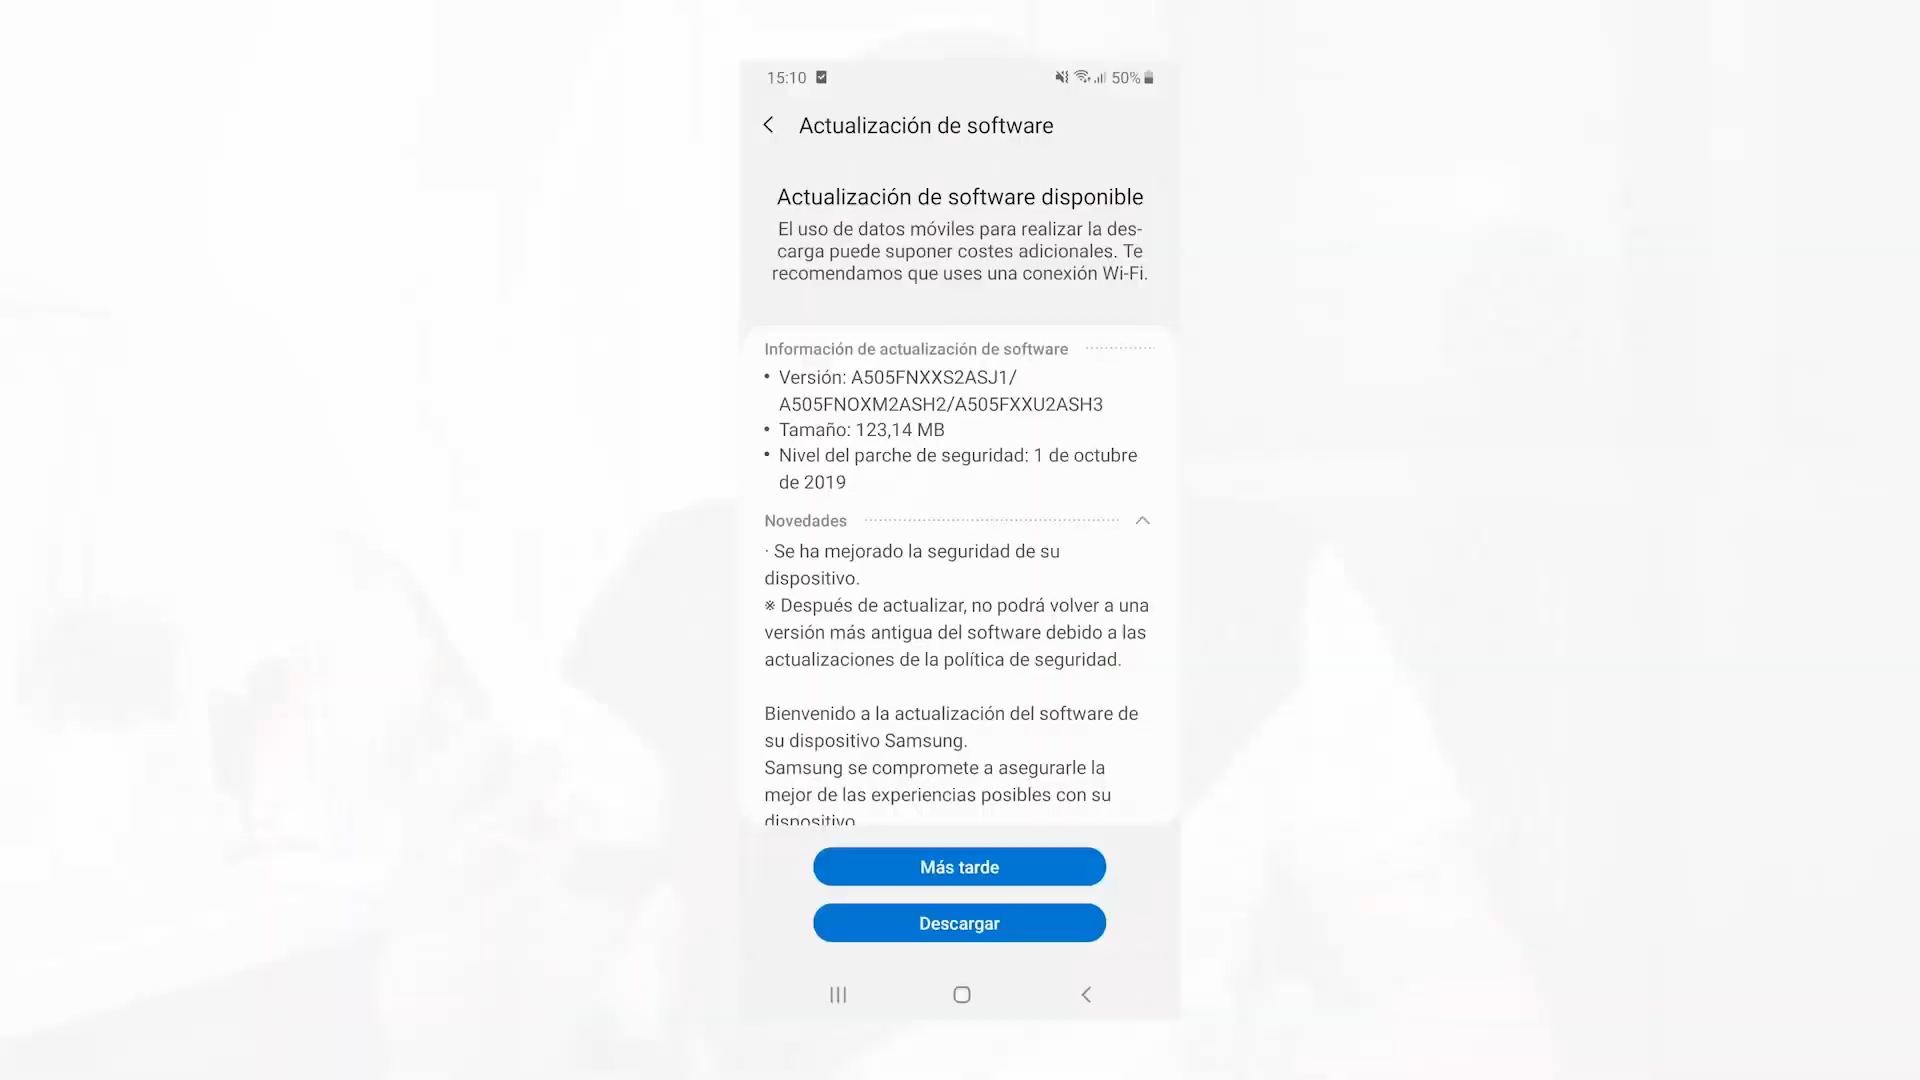 15:10
50%
Actualización de software
Actualización de software disponible
El uso de datos móviles para realizar la des-
carga puede suponer costes adicionales. Te
recomendamos que uses una conexión Wi-Fi.
Información de actualización de software
• Versión: A505FNXXS2ASJ1/
A505FNOXM2ASH2/A505FXXU2ASH3
• Tamaño: 123,14 MB
• Nivel del parche de seguridad: 1 de octubre
de 2019
Novedades
· Se ha mejorado la seguridad de su
dispositivo.
※ Después de actualizar, no podrá volver a una
versión más antigua del software debido a las
actualizaciones de la política de seguridad.
Bienvenido a la actualización del software de
su dispositivo Samsung.
Samsung se compromete a asegurarle la
mejor de las experiencias posibles con su
dispositivo
Más tarde
Descargar